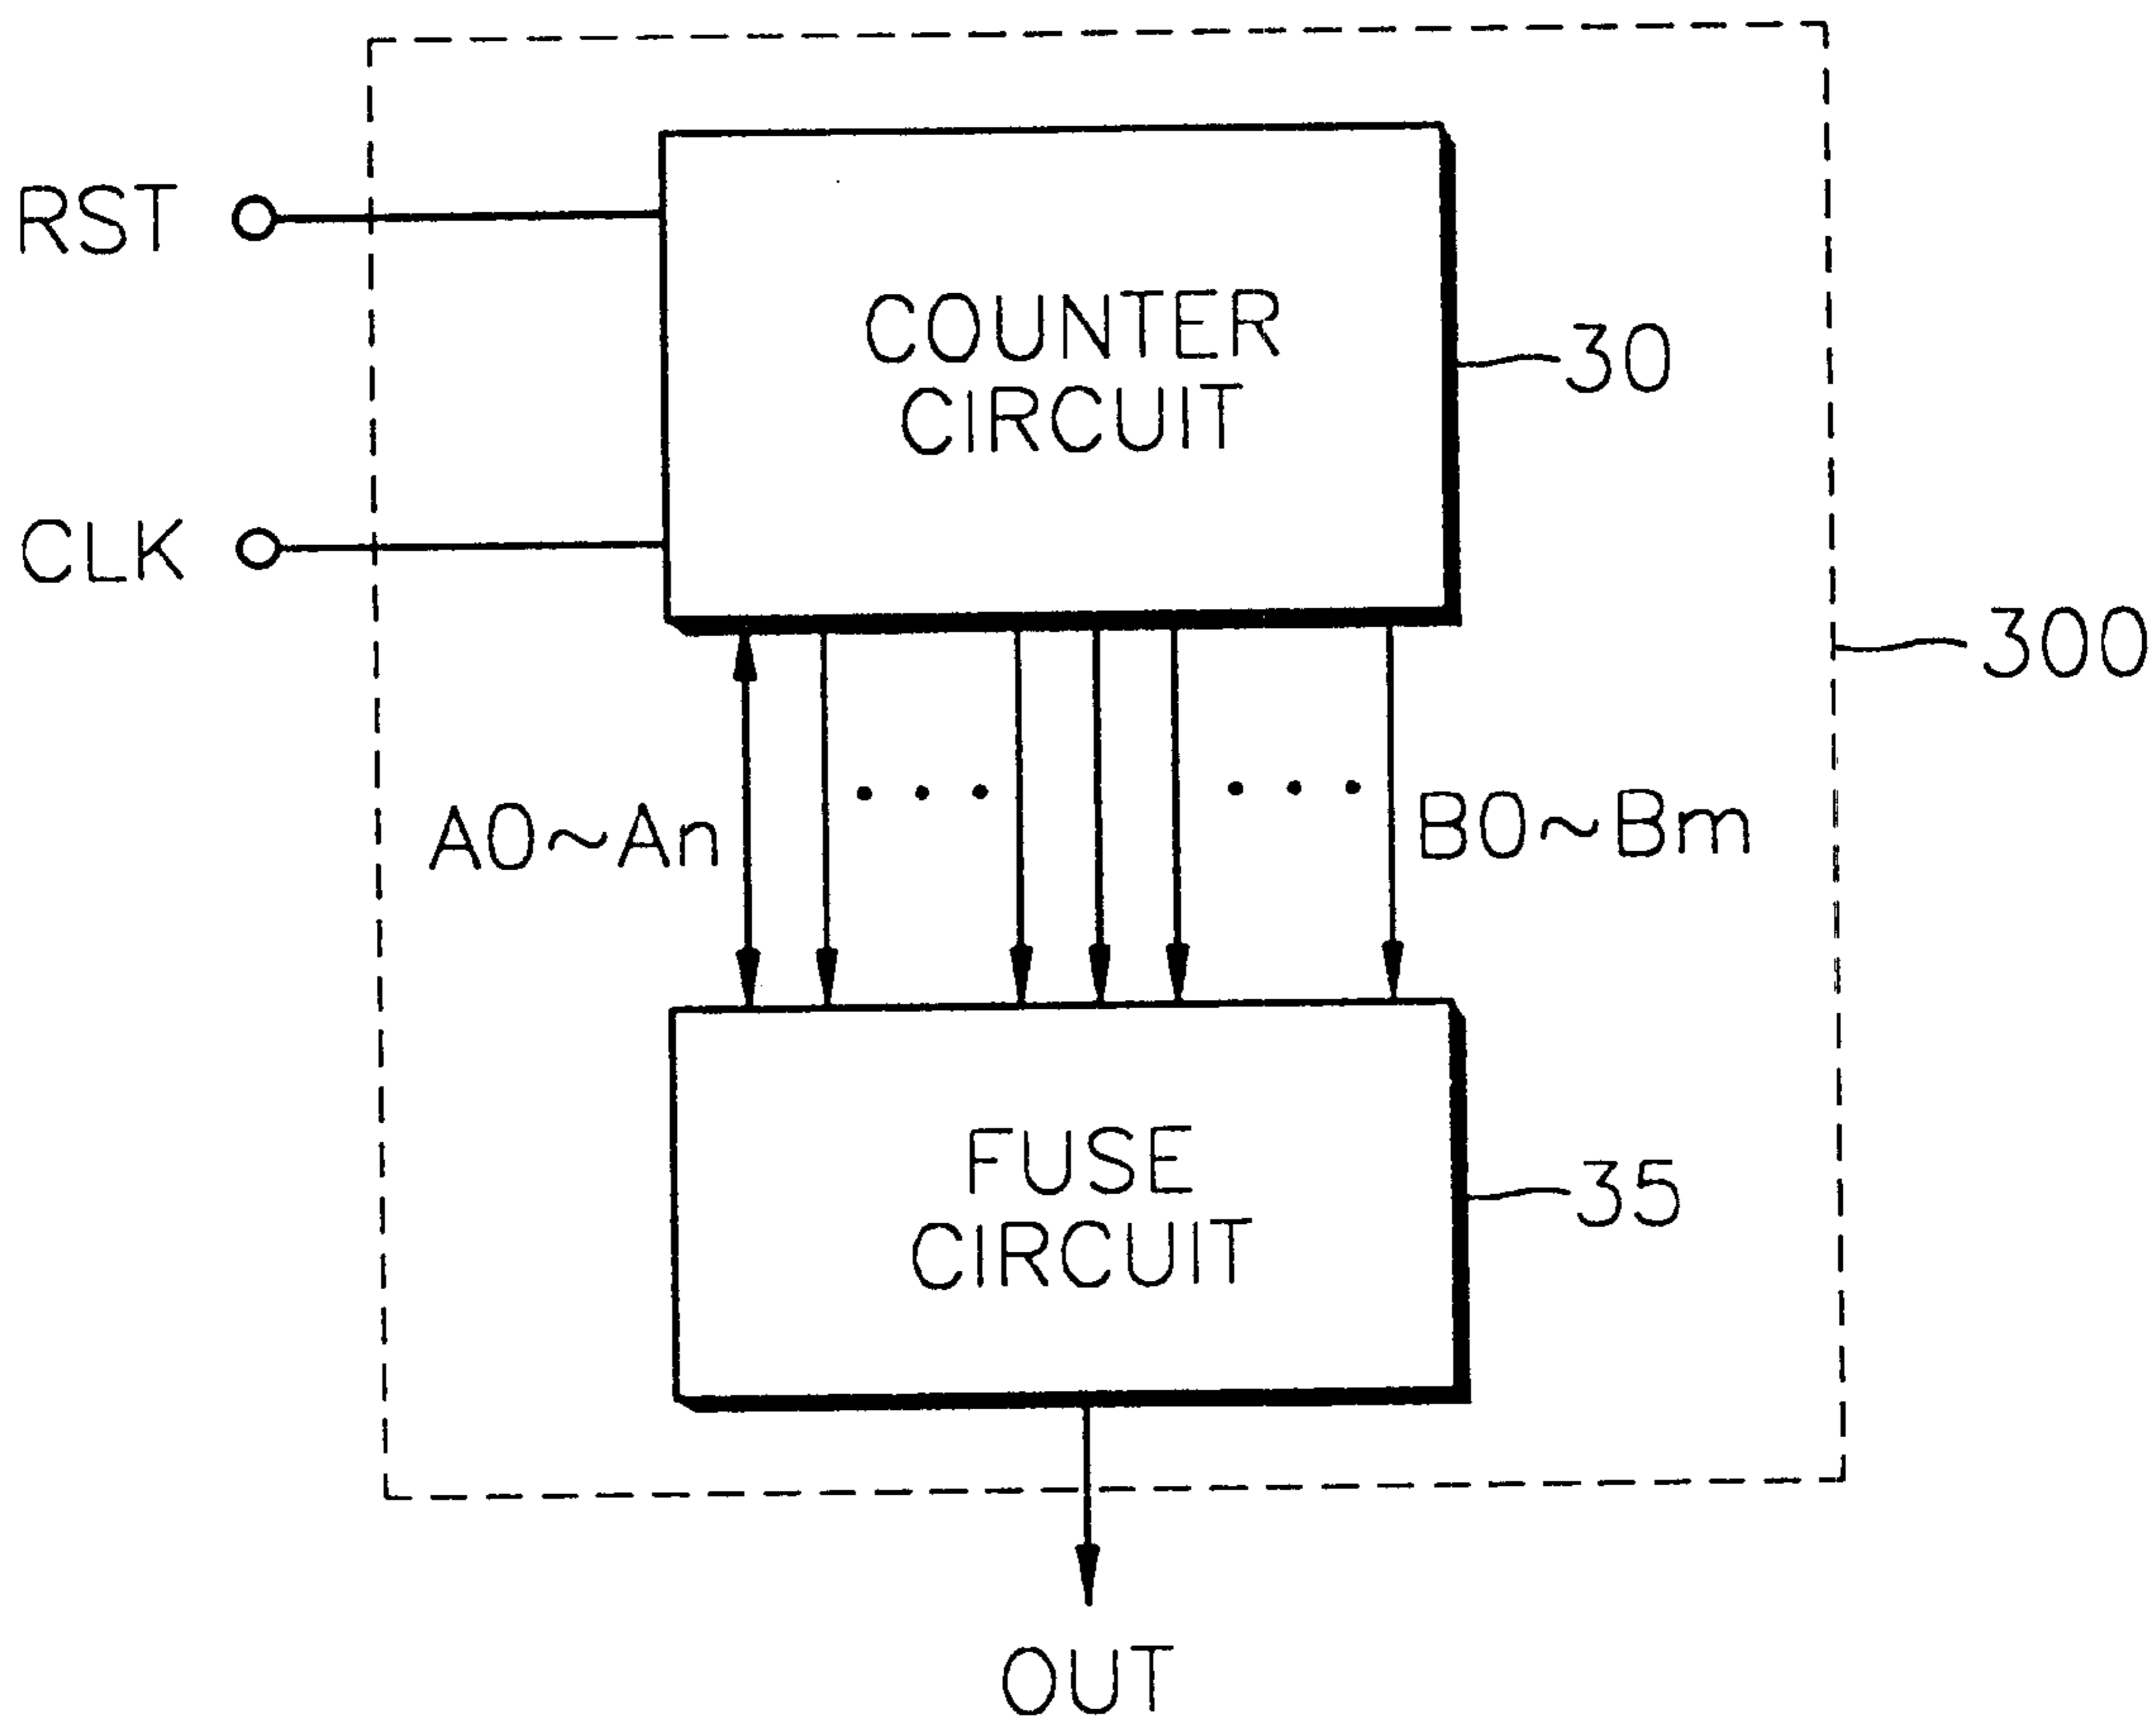 RST
COUNTER
CIRCUIT
30
CLK
300
A0~An
B0~Bm
FUSE
CIRCUIT
35
OUT